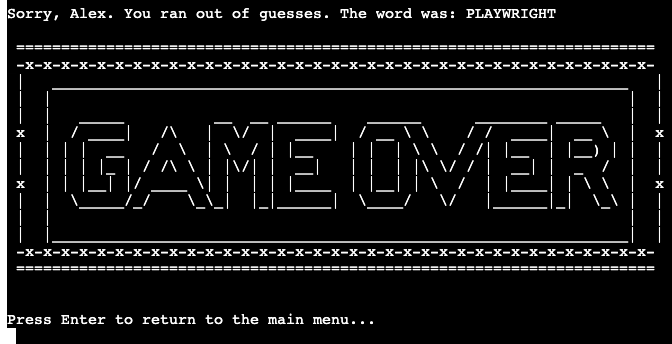 Sorry, Alex. You ran out of guesses. The word was: PLAYWRIGHT
GAME OVER
Press Enter to return to the main menu...